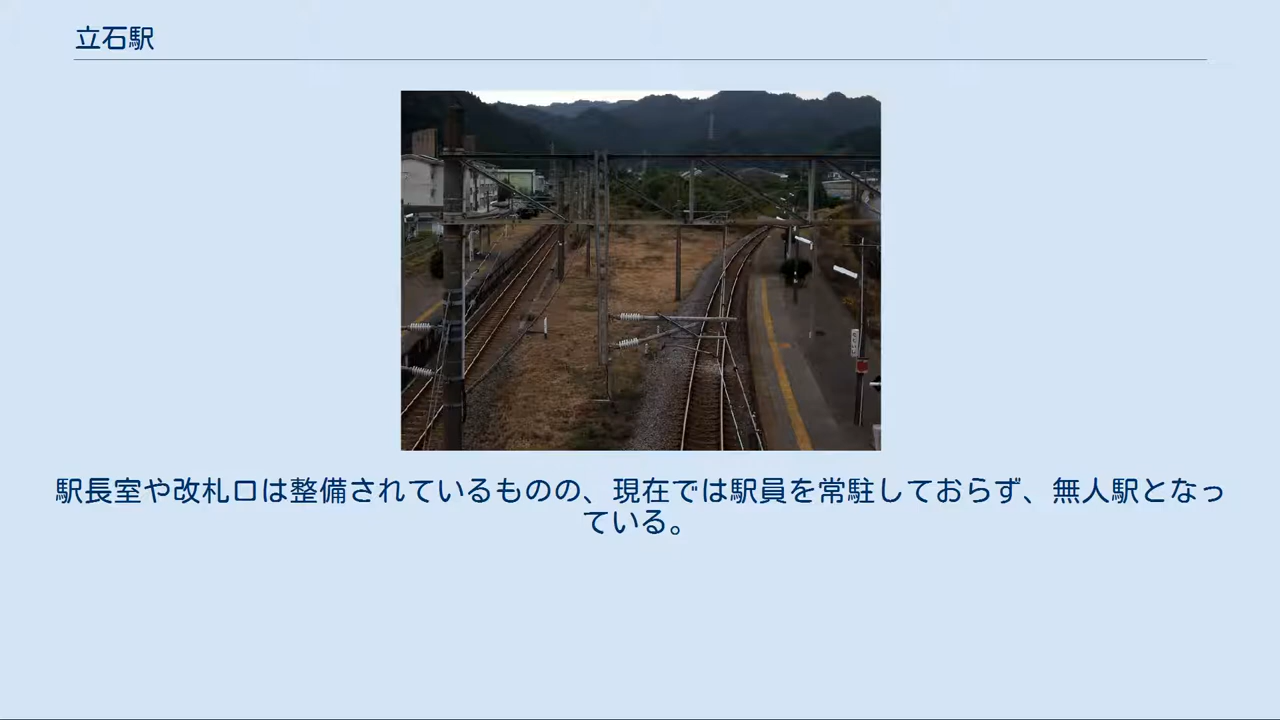 立石駅
駅長室や改札口は整備されているものの、現在では駅員を常駐しておらず、無人駅となっ
ている。